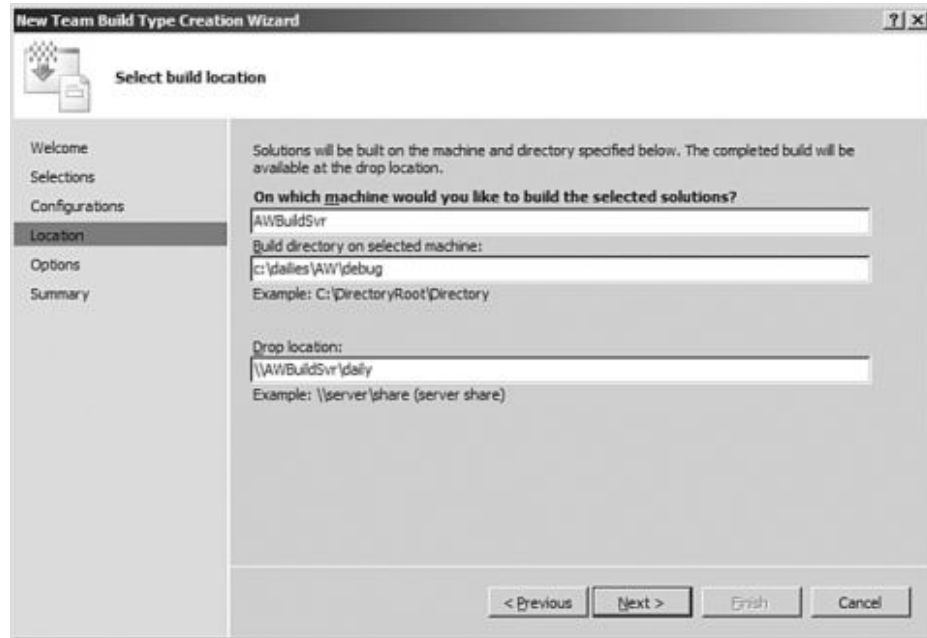 New Team Build Type Creation Wizard
Select build location
Welcome
Selections
Configurations
Location
Options
Summary
Solutions will be built on the machine and directory specified below. The completed build will be
available at the drop location.
On which machine would you like to build the selected solutions?
AWBuildSvr
Build directory on selected machine:
c:\dailies\AW\debug
Example: C:\DirectoryRoot\Directory
Drop location:
\\AWBuildSvr\daily
Example: \\server\share (server share)
< Previous
Next >
Finish
Cancel